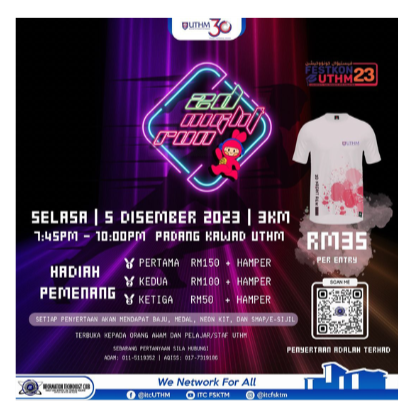 UTHM 30
FESTKON
UTHM 23
RUN
SELASA | 5 DISEMBER 2023 | 3KM
7:45PM - 10:00PM PADANG KAWAD UTHM
HADIAH
PEMENANG
PERTAMA RM150 + HAMPER
KEDUA RM100 + HAMPER
KETIGA RM50 + HAMPER
RM35
PER ENTRY
SCAN ME
SETIAP PENYERTAAN AKAN MENDAPAT BAJU, MEDAL, NEON KIT, DAN SWAP/E-SIJIL
TERBUKA KEPADA ORANG AWAM DAN PELAJAR/STAF UTHM
SEBARANG PERTANYAAN SILA HUBUNGI
PENYERTAAN ADALAH TERHAD
We Network For All
@itcUTHM
ITC FSKTM
@itcfsktm